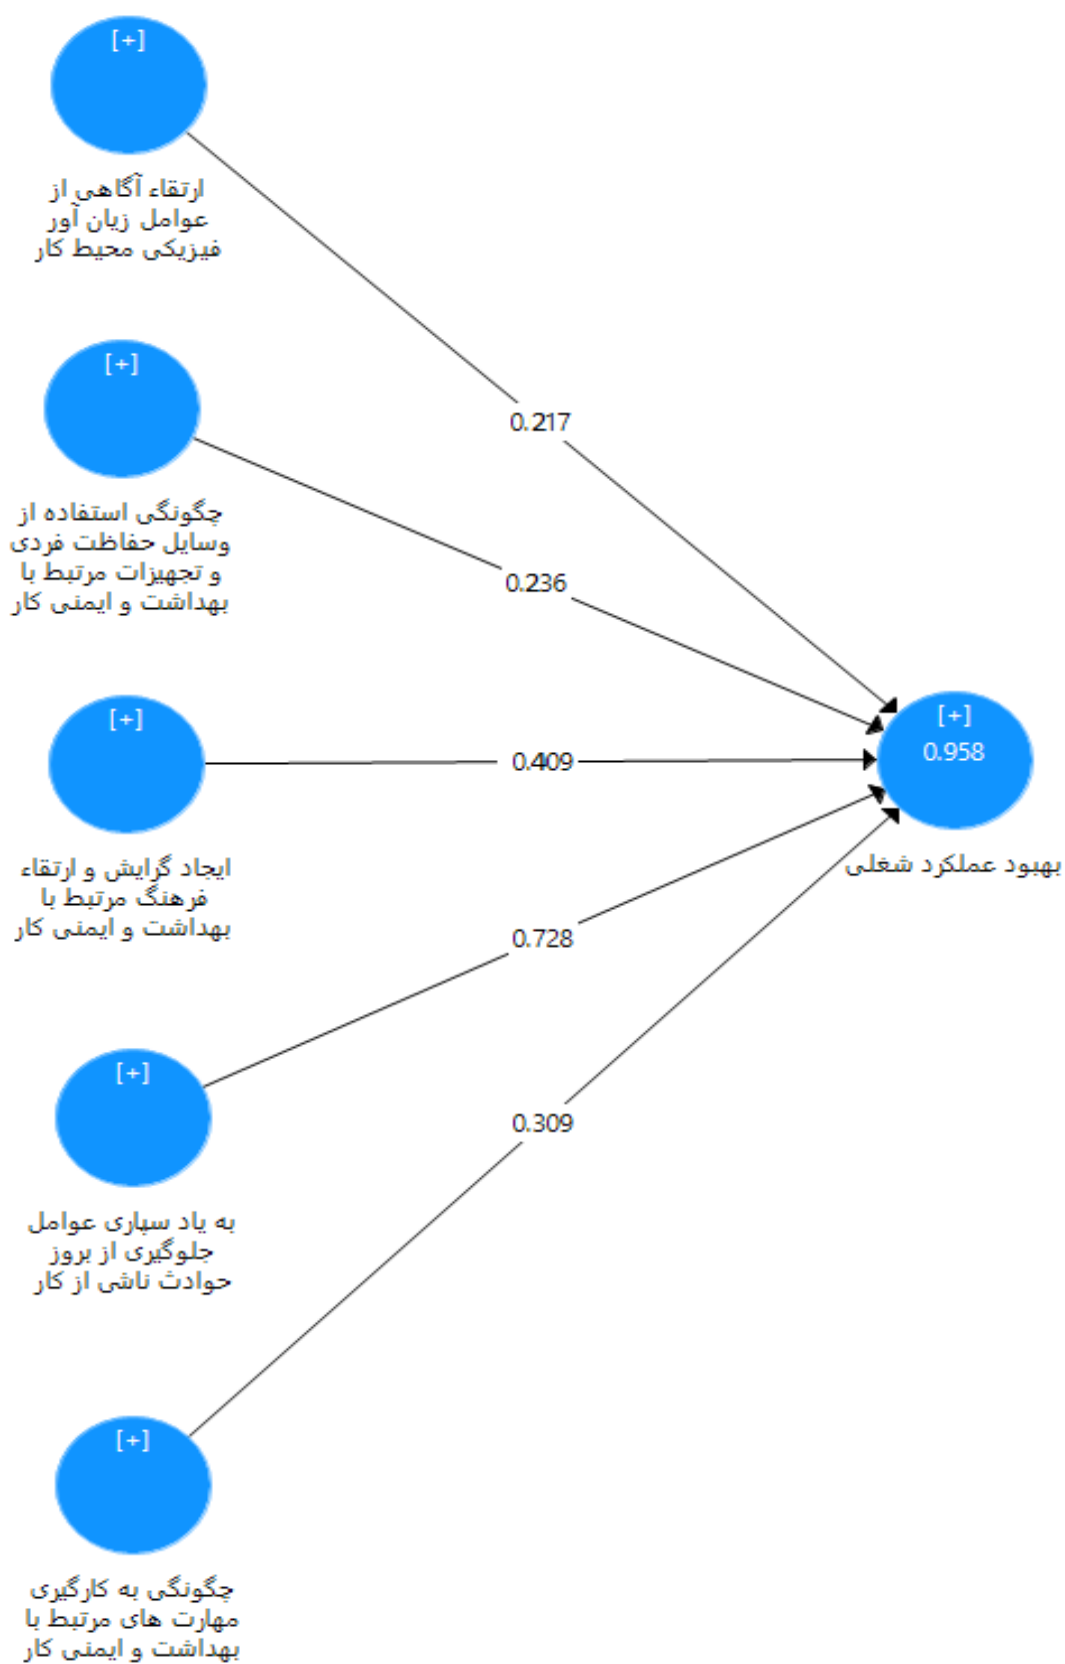 [+]
ارتقاء آگاهی از
عوامل زیان آور
فیزیکی محیط کار
0.217
[+]
چگونگی استفاده از
وسایل حفاظت فردی
و تجهیزات مرتبط با
بهداشت و ایمنی کار
0.236
[+]
ایجاد گرایش و ارتقاء
فرهنگ مرتبط با
بهداشت و ایمنی کار
0.409
[+]
0.958
بهبود عملکرد شغلی
0.728
[+]
به یاد سپاری عوامل
جلوگیری از بروز
حوادث ناشی از کار
0.309
[+]
چگونگی به کارگیری
مهارت های مرتبط با
بهداشت و ایمنی کار